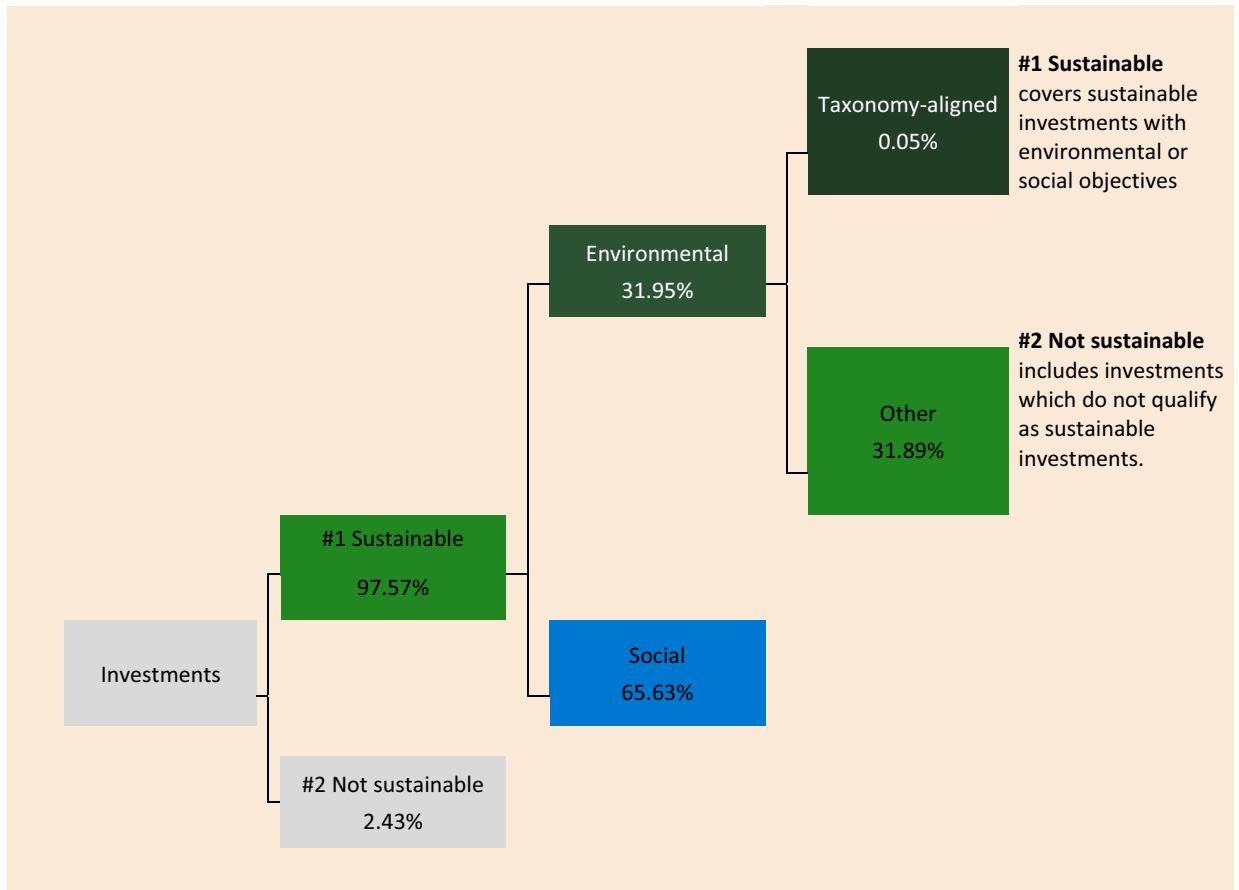 Taxonomy-aligned
0.05%
#1 Sustainable
covers sustainable
investments with
environmental or
social objectives
Environmental
31.95%
Other
31.89%
#2 Not sustainable
includes investments
which do not qualify
as sustainable
investments.
#1 Sustainable
97.57%
Investments
Social
65.63%
#2 Not sustainable
2.43%